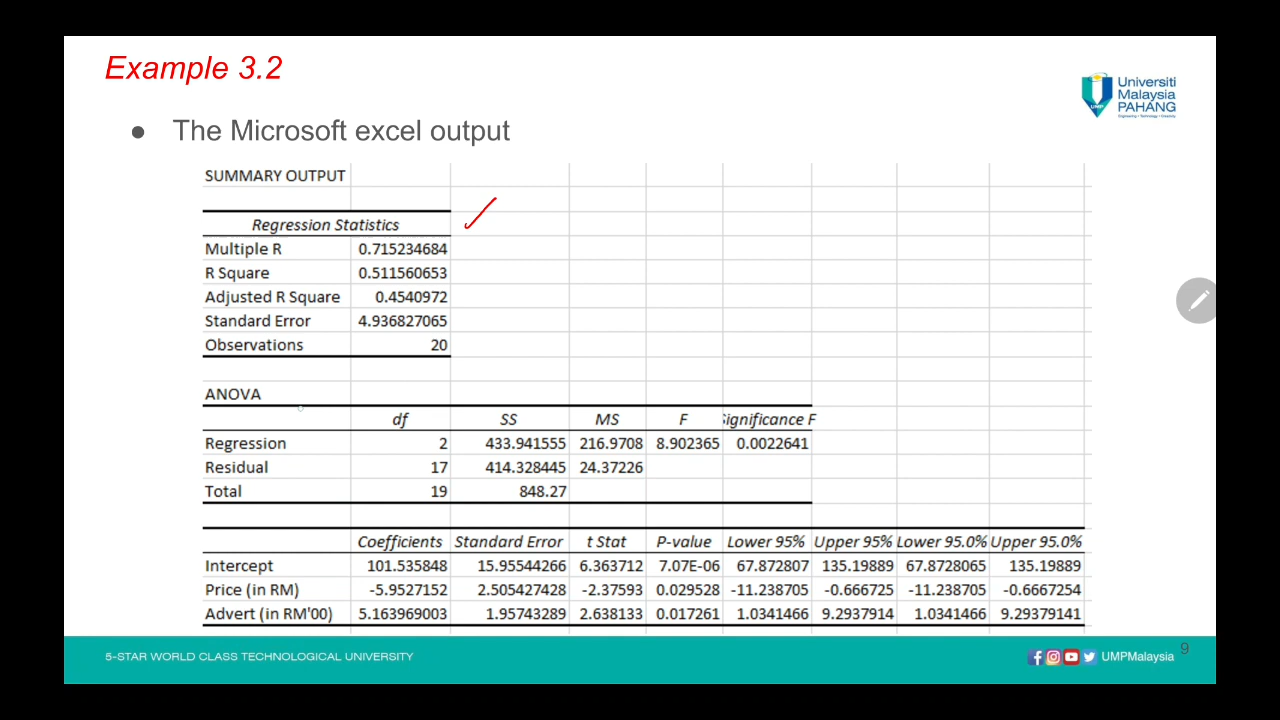 Example 3.2
Universiti
Malaysia
PAHANG
● The Microsoft excel output
SUMMARY OUTPUT
Regression Statistics
Multiple R 0.715234684
R Square 0.511560653
Adjusted R Square 0.4540972
Standard Error 4.936827065
Observations 20
ANOVA
df SS MS F ignificance F
Regression 2 433.941555 216.9708 8.902365 0.0022641
Residual 17 414.328445 24.37226
Total 19 848.27
Coefficients Standard Error t Stat P-value Lower 95% Upper 95% Lower 95.0% Upper 95.0%
Intercept 101.535848 15.95544266 6.363712 7.07E-06 67.872807 135.19889 67.8728065 135.19889
Price (in RM) -5.9527152 2.505427428 -2.37593 0.029528 -11.238705 -0.666725 -11.238705 -0.6667254
Advert (in RM'00) 5.163969003 1.95743289 2.638133 0.017261 1.0341466 9.2937914 1.0341466 9.29379141
5-STAR WORLD CLASS TECHNOLOGICAL UNIVERSITY
UMPMalaysia
9